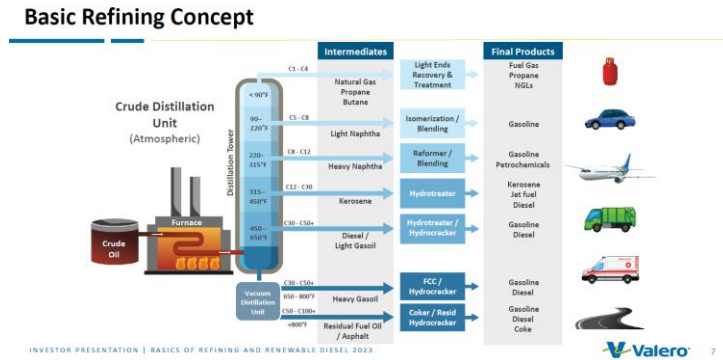 Basic Refining Concept
Intermediates
Final Products
Crude Distillation
Unit
(Atmospheric)
Distillation Tower
Furnace
Crude
Oil
< 90°F
C1 - C4
Natural Gas
Propane
Butane
Light Ends
Recovery &
Treatment
Fuel Gas
Propane
NGLs
90–
220°F
C5 - C8
Light Naphtha
Isomerization /
Blending
Gasoline
220–
315°F
C8 - C12
Heavy Naphtha
Reformer /
Blending
Gasoline
Petrochemicals
315–
450°F
C12 - C30
Kerosene
Hydrotreater
Kerosene
Jet fuel
Diesel
450–
650°F
C30 - C50+
Diesel /
Light Gasoil
Hydrotreater /
Hydrocracker
Gasoline
Diesel
Vacuum
Distillation
Unit
C30 - C50+
650 - 800°F
Heavy Gasoil
FCC /
Hydrocracker
Gasoline
Diesel
C50 - C100+
+800°F
Residual Fuel Oil
/ Asphalt
Coker / Resid
Hydrocracker
Gasoline
Diesel
Coke
INVESTOR PRESENTATION | BASICS OF REFINING AND RENEWABLE DIESEL 2023
Valero
7